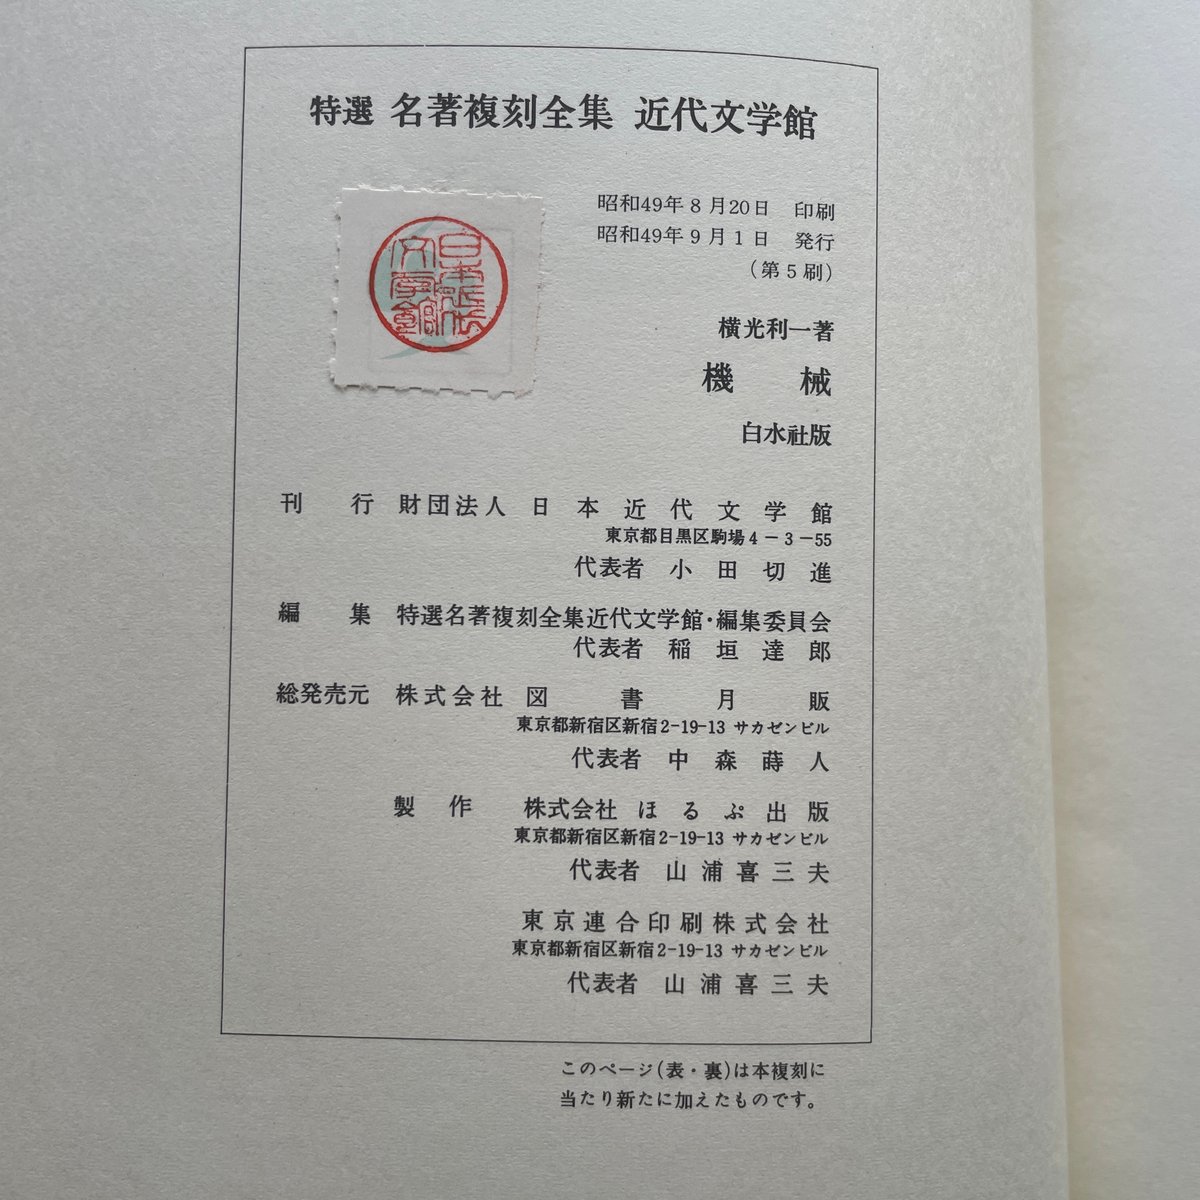 特選 名著複刻全集 近代文学館
日本近代
文学館
昭和49年8月20日 印刷
昭和49年9月1日 発行
（第5刷）
横光利一著
機 械
白水社版
刊 行 財団法人 日本近代文学館
東京都目黒区駒場4-3-55
代表者 小田切進
編 集 特選名著複刻全集近代文学館・編集委員会
代表者 稲垣達郎
総発売元 株式会社 図書月販
東京都新宿区新宿2-19-13 サカゼンビル
代表者 中森蒔人
製 作 株式会社 ほるぷ出版
東京都新宿区新宿2-19-13 サカゼンビル
代表者 山浦喜三夫
東京連合印刷株式会社
東京都新宿区新宿2-19-13 サカゼンビル
代表者 山浦喜三夫
このページ（表・裏）は本複刻に
当たり新たに加えたものです。